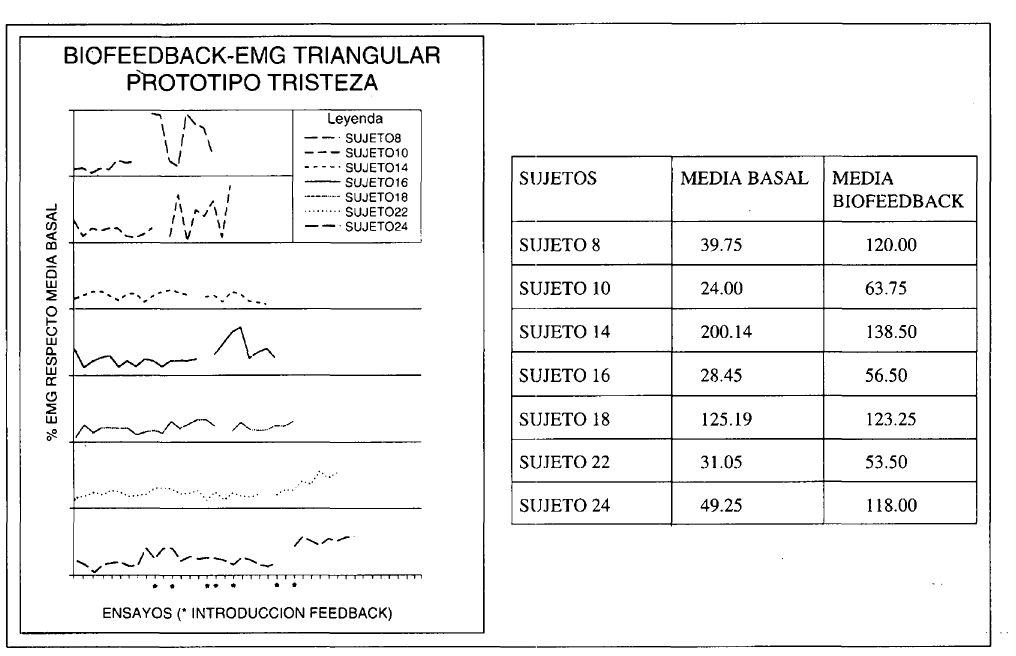 BIOFEEDBACK-EMG TRIANGULAR
PROTOTIPO TRISTEZA
Leyenda
SUJETO8
SUJETO10
SUJETO14
SUJETO16
SUJETO18
SUJETO22
SUJETO24
% EMG RESPECTO MEDIA BASAL
* * ** * * *
ENSAYOS (* INTRODUCCION FEEDBACK)
SUJETOS MEDIA BASAL MEDIA BIOFEEDBACK
SUJETO 8 39.75 120.00
SUJETO 10 24.00 63.75
SUJETO 14 200.14 138.50
SUJETO 16 28.45 56.50
SUJETO 18 125.19 123.25
SUJETO 22 31.05 53.50
SUJETO 24 49.25 118.00